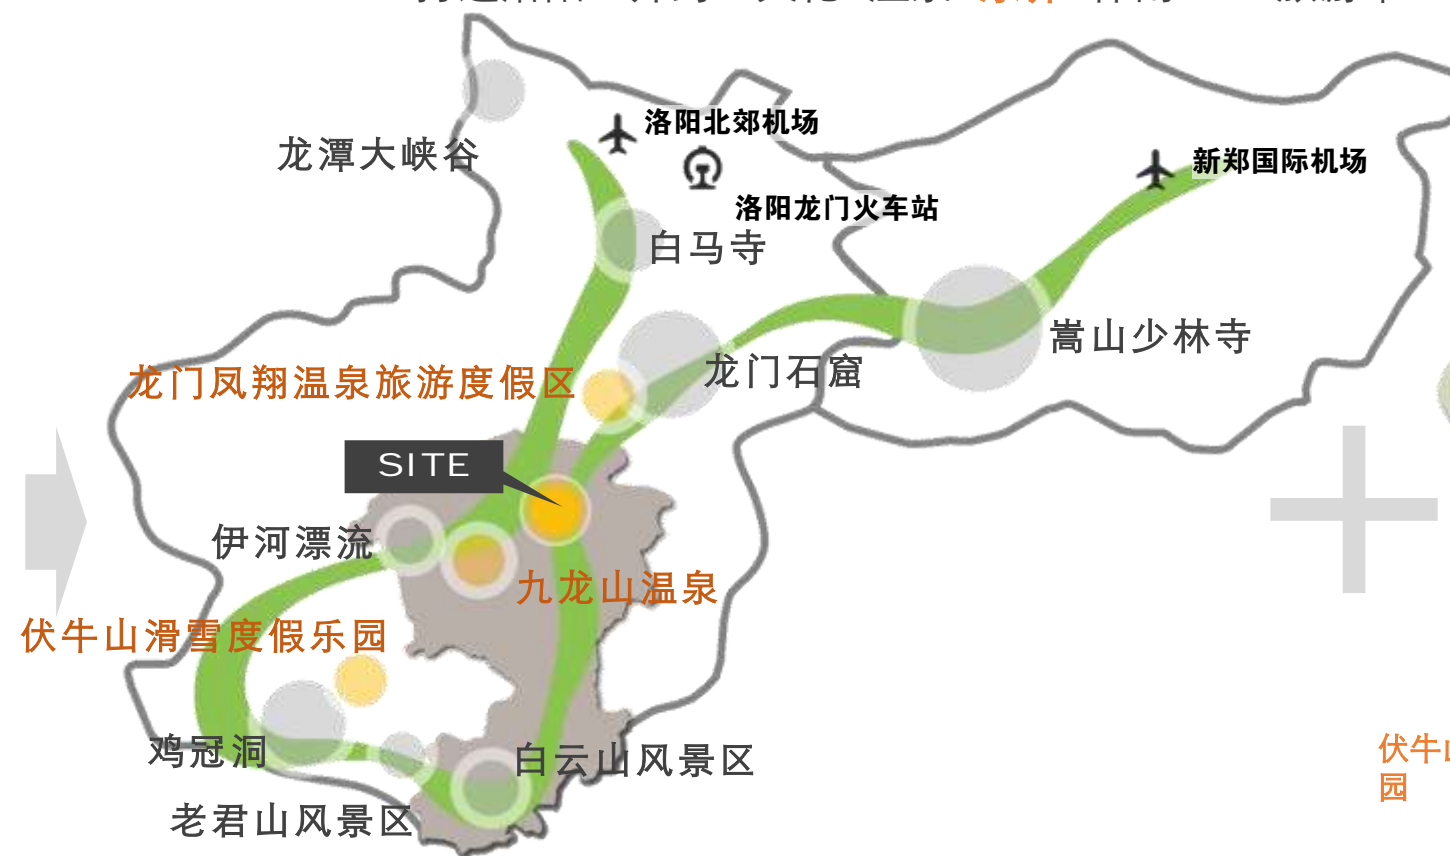 洛阳北郊机场
龙潭大峡谷
新郑国际机场
洛阳龙门火车站
白马寺
嵩山少林寺
龙门石窟
龙门凤翔温泉旅游度假区
SITE
伊河漂流
九龙山温泉
伏牛山滑雪度假乐园
鸡冠洞
白云山风景区
老君山风景区
伏牛山
园